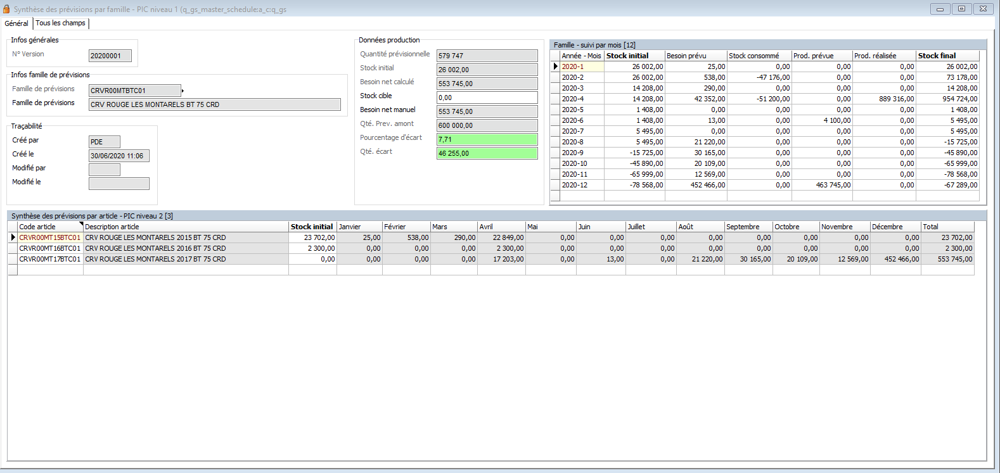 Synthèse des prévisions par famille - PIC niveau 1 (q_gs_master_schedule:a_c:q_gs
Général Tous les champs
Infos générales
N° Version 20200001
Infos famille de prévisions
Famille de prévisions CRVR00MTBTC01
Famille de prévisions CRV ROUGE LES MONTARELS BT 75 CRD
Traçabilité
Créé par PDE
Créé le 30/06/2020 11:06
Modifié par
Modifié le
Données production
Quantité prévisionnelle 579 747
Stock initial 26 002,00
Besoin net calculé 553 745,00
Stock cible 0,00
Besoin net manuel 553 745,00
Qté. Prev. amont 600 000,00
Pourcentage d'écart 7,71
Qté. écart 46 255,00
Famille - suivi par mois [12]
Année - Mois Stock initial Besoin prévu Stock consommé Prod. prévue Prod. réalisée Stock final
2020-1 26 002,00 25,00 0,00 0,00 0,00 26 002,00
2020-2 26 002,00 538,00 -47 176,00 0,00 0,00 73 178,00
2020-3 14 208,00 290,00 0,00 0,00 0,00 14 208,00
2020-4 14 208,00 42 352,00 -51 200,00 0,00 889 316,00 954 724,00
2020-5 1 408,00 0,00 0,00 0,00 0,00 1 408,00
2020-6 1 408,00 13,00 0,00 4 100,00 0,00 5 495,00
2020-7 5 495,00 0,00 0,00 0,00 0,00 5 495,00
2020-8 5 495,00 21 220,00 0,00 0,00 0,00 -15 725,00
2020-9 -15 725,00 30 165,00 0,00 0,00 0,00 -45 890,00
2020-10 -45 890,00 20 109,00 0,00 0,00 0,00 -65 999,00
2020-11 -65 999,00 12 569,00 0,00 0,00 0,00 -78 568,00
2020-12 -78 568,00 452 466,00 0,00 463 745,00 0,00 -67 289,00
Synthèse des prévisions par article - PIC niveau 2 [3]
Code article Description article Stock initial Janvier Février Mars Avril Mai Juin Juillet Août Septembre Octobre Novembre Décembre Total
CRVR00MT15BTC01 CRV ROUGE LES MONTARELS 2015 BT 75 CRD 23 702,00 25,00 538,00 290,00 22 849,00 0,00 0,00 0,00 0,00 0,00 0,00 0,00 0,00 23 702,00
CRVR00MT16BTC01 CRV ROUGE LES MONTARELS 2016 BT 75 CRD 2 300,00 0,00 0,00 0,00 2 300,00 0,00 0,00 0,00 0,00 0,00 0,00 0,00 0,00 2 300,00
CRVR00MT17BTC01 CRV ROUGE LES MONTARELS 2017 BT 75 CRD 0,00 0,00 0,00 0,00 17 203,00 0,00 13,00 0,00 21 220,00 30 165,00 20 109,00 12 569,00 452 466,00 553 745,00